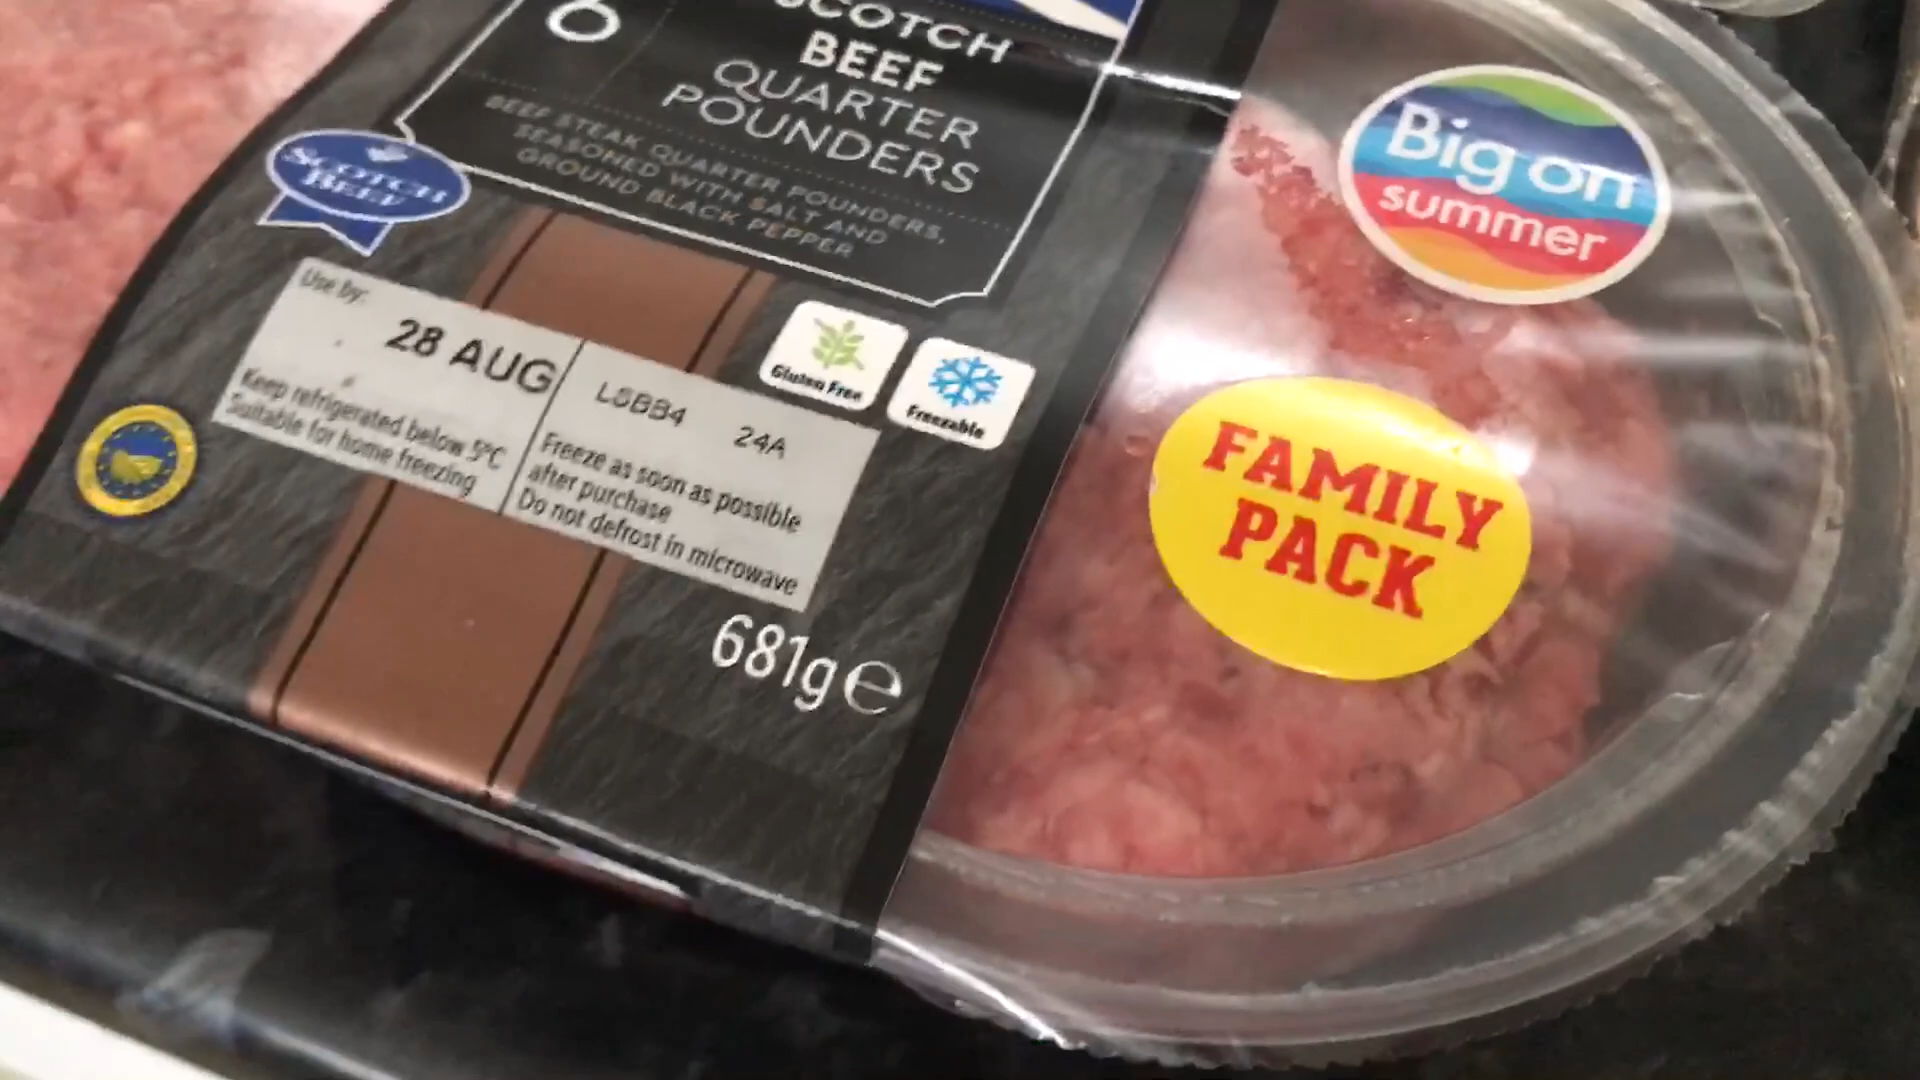 6
SCOTCH
BEEF
QUARTER
POUNDERS
BEEF STEAK QUARTER POUNDERS,
SEASONED WITH SALT AND
GROUND BLACK PEPPER
SCOTCH
BEEF
Use by:
28 AUG
Keep refrigerated below 5°C
Suitable for home freezing
L8BB4 24A
Freeze as soon as possible
after purchase
Do not defrost in microwave
Gluten Free
Freezable
681g e
Big on
summer
FAMILY
PACK